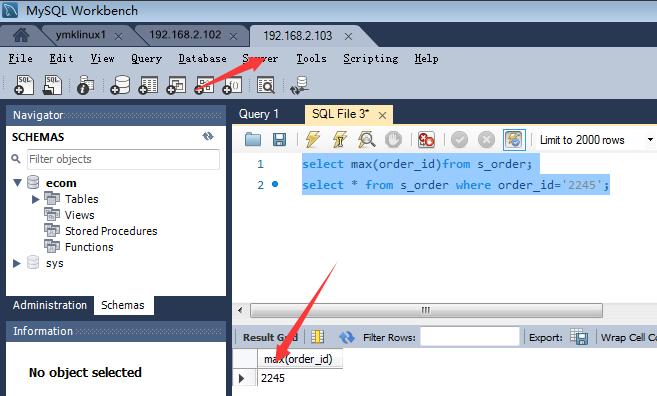 MySQL Workbench
ymklinux1 × 192.168.2.102 × 192.168.2.103 ×
File Edit View Query Database Server Tools Scripting Help
Navigator
SCHEMAS
Filter objects
ecom
Tables
Views
Stored Procedures
Functions
sys
Administration Schemas
Information
No object selected
Query 1 SQL File 3* ×
Limit to 2000 rows
1 select max(order_id)from s_order;
2 select * from s_order where order_id='2245';
Result Grid Filter Rows: Export: Wrap Cell Co
max(order_id)
2245